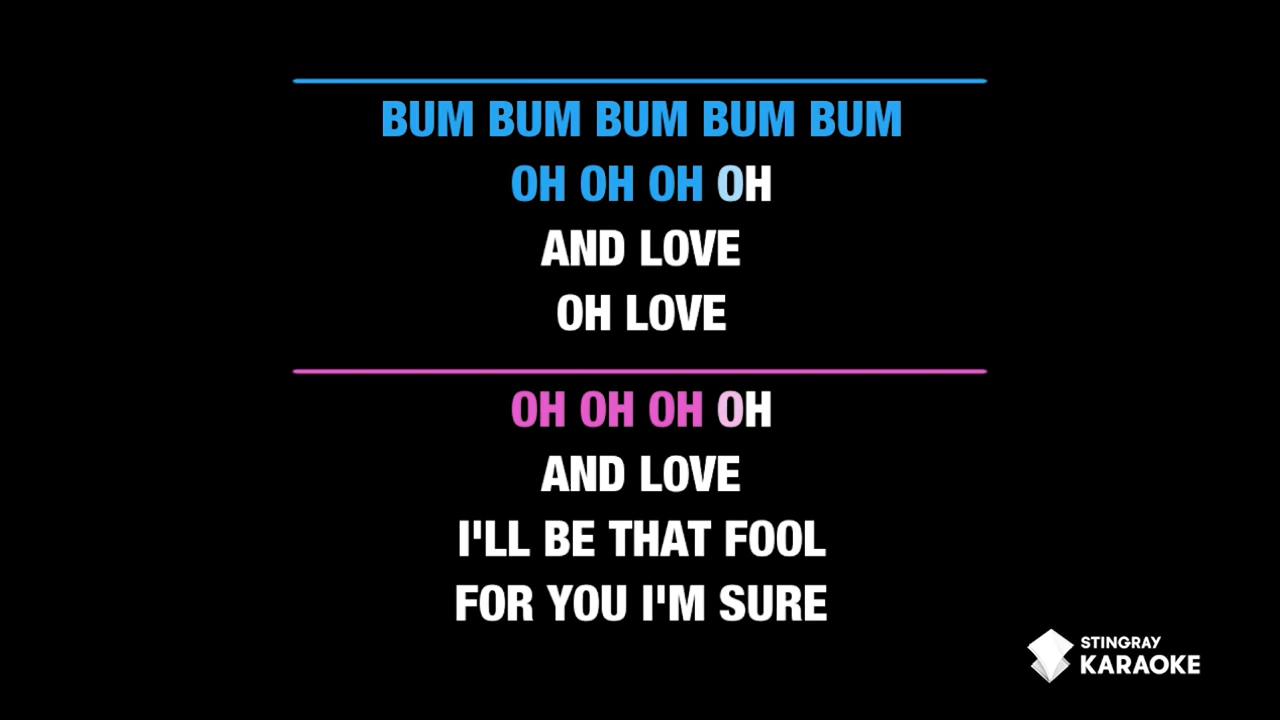 BUM BUM BUM BUM BUM
OH OH OH OH
AND LOVE
OH LOVE
OH OH OH OH
AND LOVE
I'LL BE THAT FOOL
FOR YOU I'M SURE
STINGRAY
KARAOKE